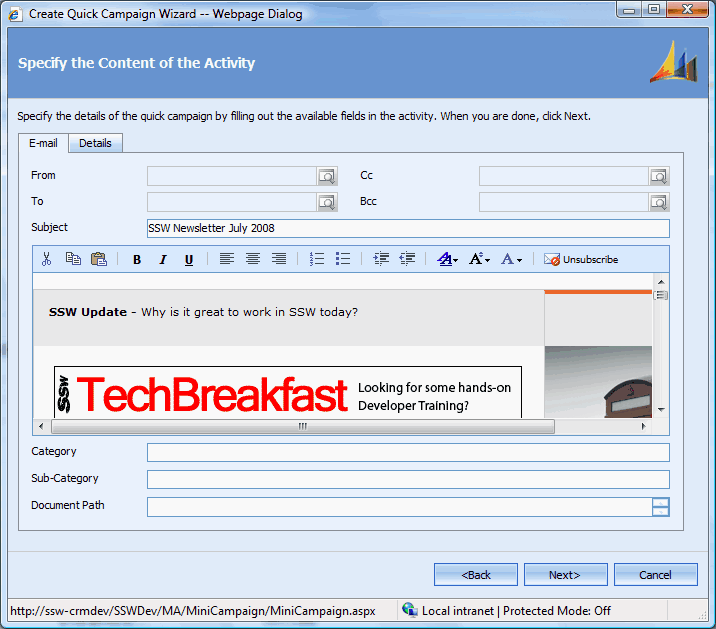 Create Quick Campaign Wizard -- Webpage Dialog
Specify the Content of the Activity
Specify the details of the quick campaign by filling out the available fields in the activity. When you are done, click Next.
E-mail Details
From Cc
To Bcc
Subject SSW Newsletter July 2008
B I U A A A Unsubscribe
SSW Update - Why is it great to work in SSW today?
SSW TechBreakfast Looking for some hands-on
Developer Training?
Category
Sub-Category
Document Path
<Back Next> Cancel
http://ssw-crmdev/SSWDev/MA/MiniCampaign/MiniCampaign.aspx Local intranet | Protected Mode: Off